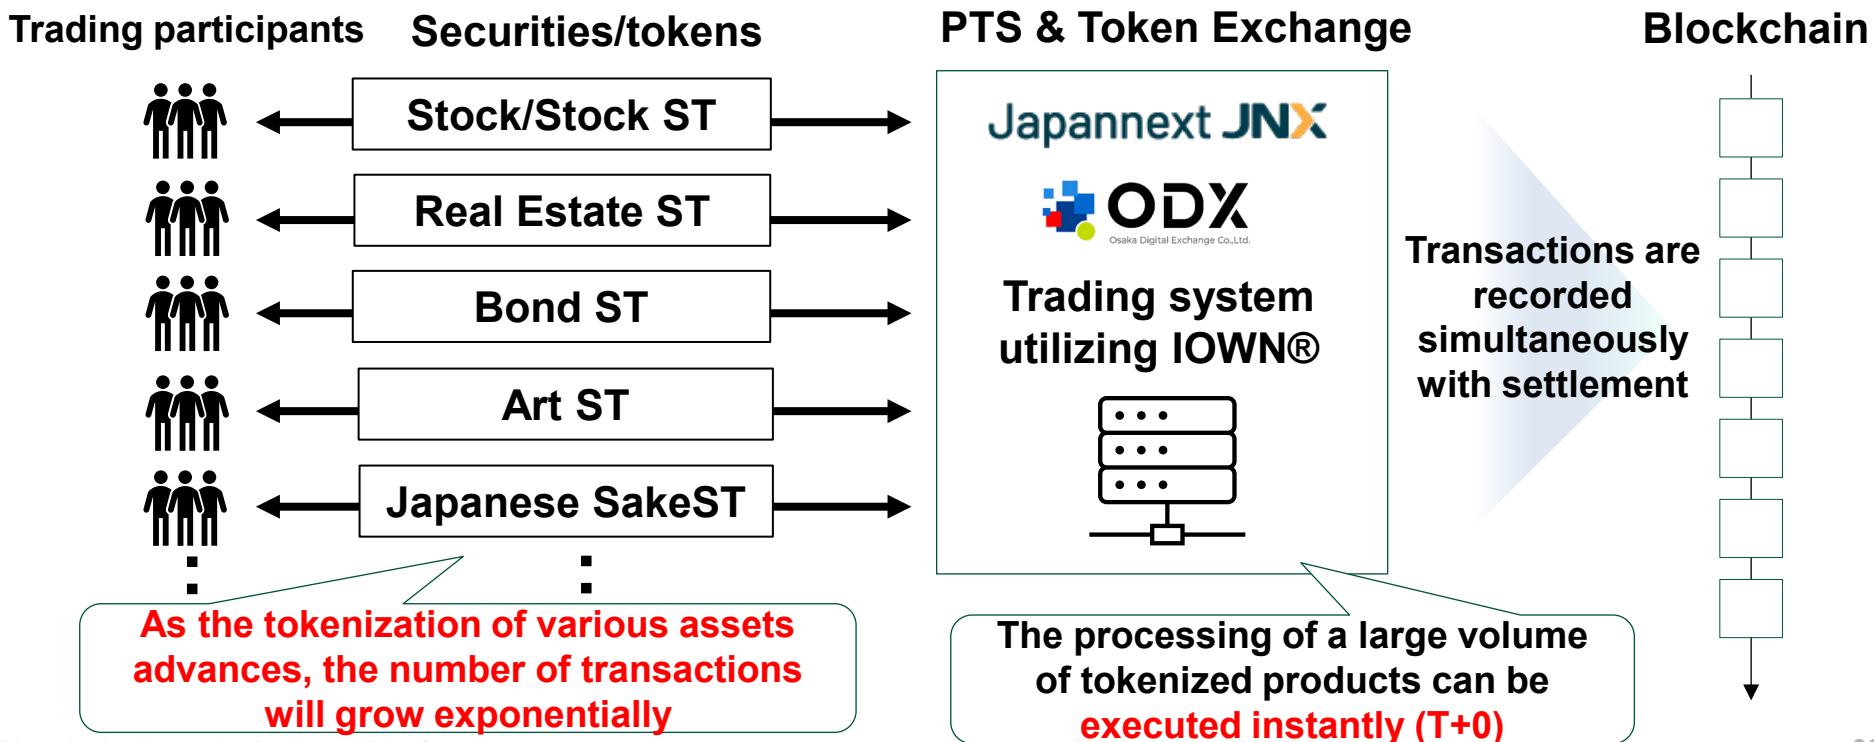 Trading participants
Securities/tokens
PTS & Token Exchange
Blockchain
Stock/Stock ST
Real Estate ST
Bond ST
Art ST
Japanese SakeST
Japannext JNX
ODX
Osaka Digital Exchange Co.,Ltd.
Trading system
utilizing IOWN®
Transactions are
recorded
simultaneously
with settlement
As the tokenization of various assets
advances, the number of transactions
will grow exponentially
The processing of a large volume
of tokenized products can be
executed instantly (T+0)